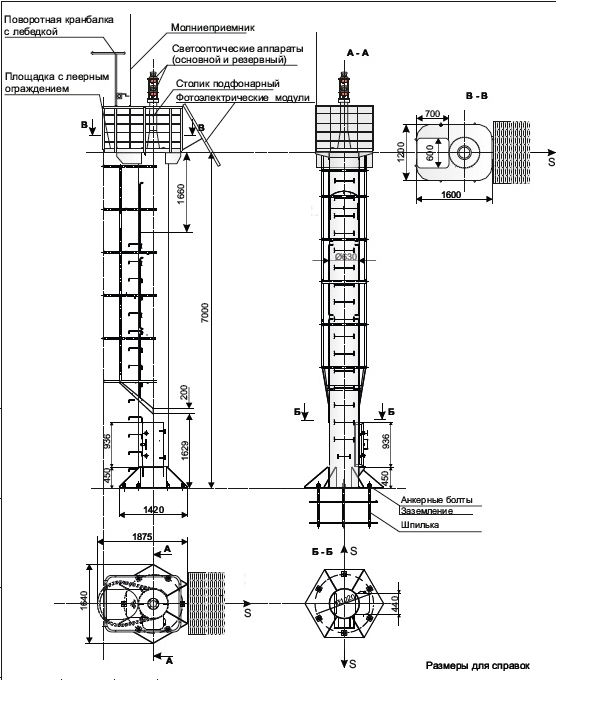 Поворотная кранбалка
с лебедкой
Молниеприемник
Светооптические аппараты
(основной и резервный)
Площадка с леерным
ограждением
Столик подфонарный
Фотоэлектрические модули
А - А
В - В
В
В
700
1200
600
1600
S
1660
7000
Ø630
200
1629
936
450
1420
Б
Б
936
450
Анкерные болты
Заземление
Шпилька
1875
А
1640
S
А
Б - Б
S
440
S
Размеры для справок